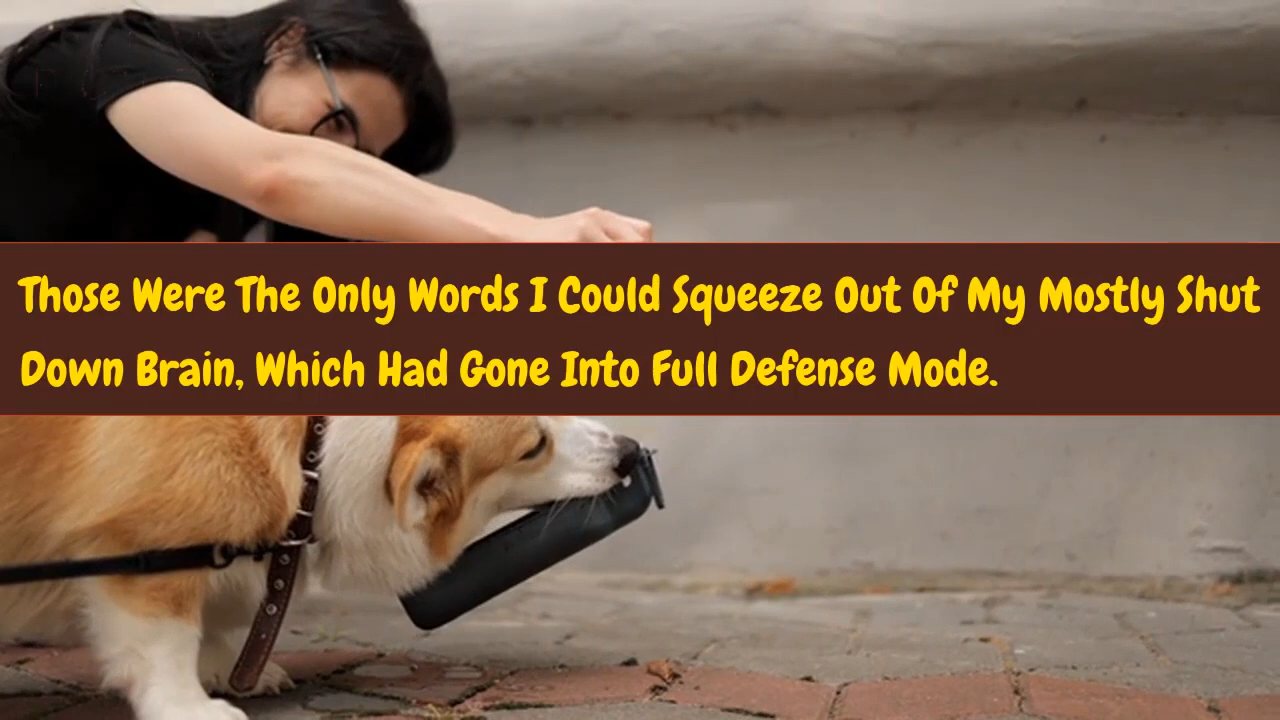 Those Were The Only Words I Could Squeeze Out Of My Mostly Shut
Down Brain, Which Had Gone Into Full Defense Mode.